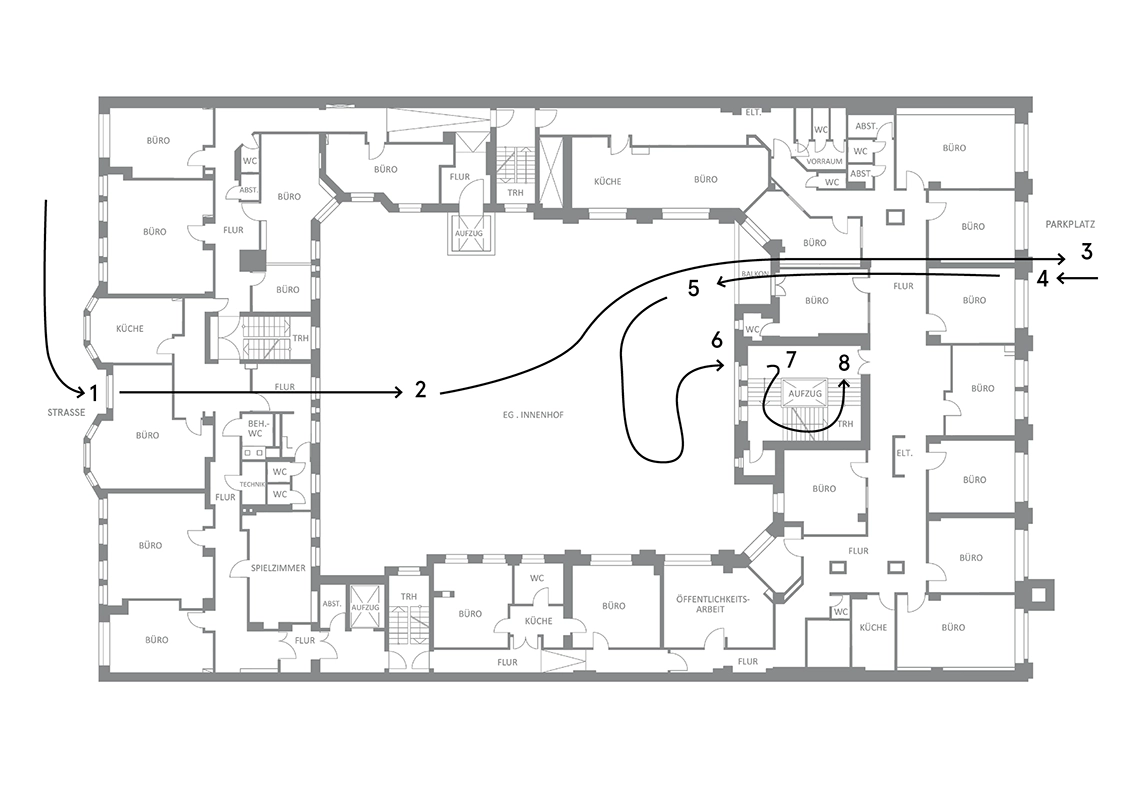 ELT.
ABST.
WC
BÜRO
WC
BÜRO
WC
VORRAUM
BÜRO
FLUR
KÜCHE
BÜRO
ABST.
WC
ABST.
TRH
BÜRO
BÜRO
PARKPLATZ
BÜRO
FLUR
AUFZUG
BÜRO
3
BALKON
4
BÜRO
5
FLUR
BÜRO
BÜRO
KÜCHE
WC
TRH
6
7
8
1
FLUR
2
BÜRO
AUFZUG
STRASSE
EG . INNENHOF
BEH.-
WC
TRH
BÜRO
ELT.
WC
TECHNIK
WC
FLUR
BÜRO
BÜRO
BÜRO
FLUR
BÜRO
SPIELZIMMER
WC
TRH
ÖFFENTLICHKEITS-
ARBEIT
ABST.
AUFZUG
BÜRO
BÜRO
WC
KÜCHE
KÜCHE
BÜRO
BÜRO
FLUR
FLUR
FLUR